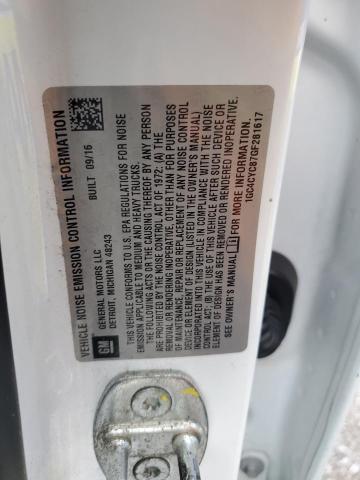 VEHICLE NOISE EMISSION CONTROL INFORMATION
GM
GENERAL MOTORS LLC
DETROIT, MICHIGAN 48243
BUILT 09/16
THIS VEHICLE CONFORMS TO U.S. EPA REGULATIONS FOR NOISE
EMISSION APPLICABLE TO MEDIUM AND HEAVY TRUCKS.
THE FOLLOWING ACTS OR THE CAUSING THEREOF BY ANY PERSON
ARE PROHIBITED BY THE NOISE CONTROL ACT OF 1972: (A) THE
REMOVAL OR RENDERING INOPERATIVE, OTHER THAN FOR PURPOSES
OF MAINTENANCE, REPAIR OR REPLACEMENT OF ANY NOISE CONTROL
DEVICE OR ELEMENT OF DESIGN (LISTED IN THE OWNER'S MANUAL)
INCORPORATED INTO THIS VEHICLE IN COMPLIANCE WITH THE NOISE
CONTROL ACT; (B) THE USE OF THIS VEHICLE AFTER SUCH DEVICE OR
ELEMENT OF DESIGN HAS BEEN REMOVED OR RENDERED INOPERATIVE.
SEE OWNER'S MANUAL 1GC4CYC87GF281617